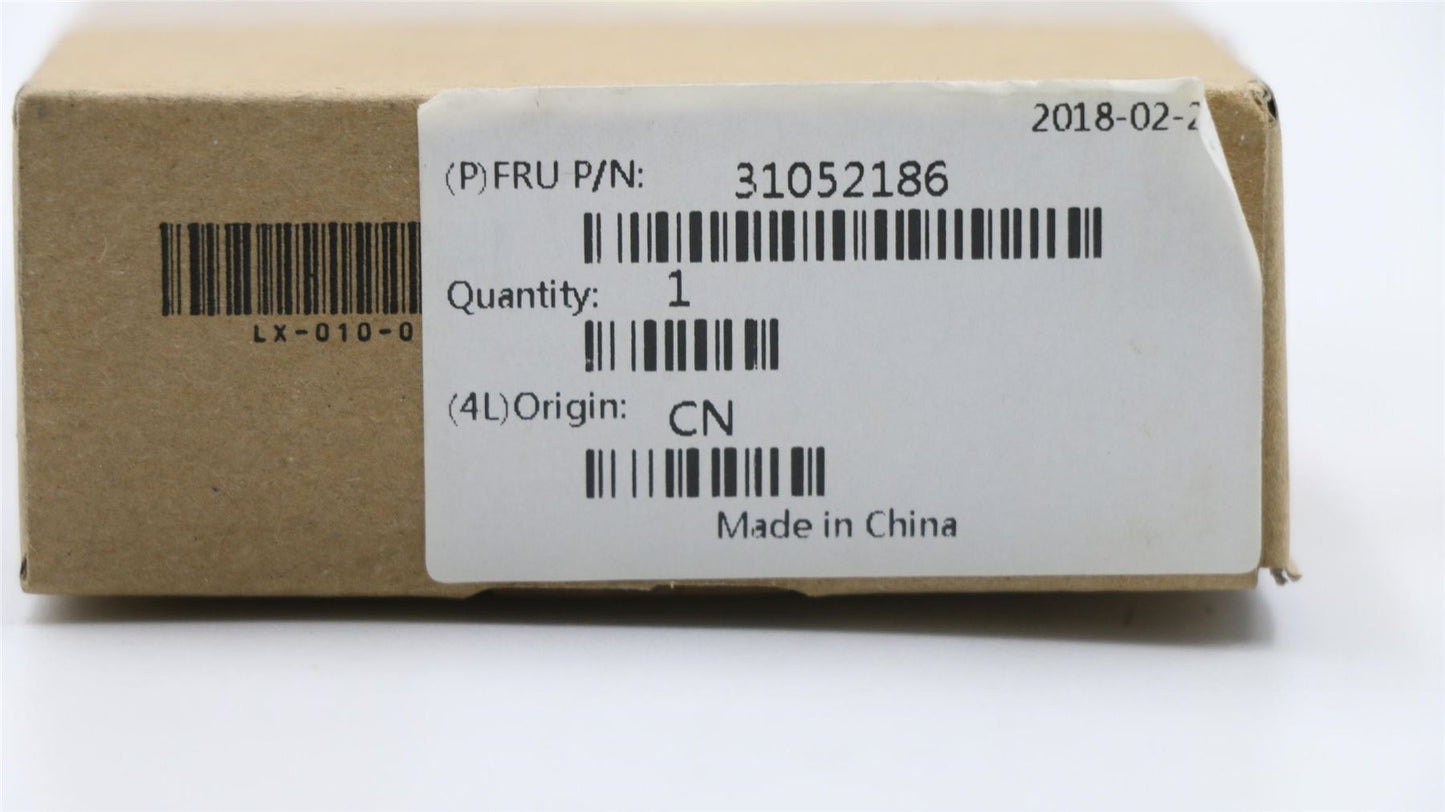 2018-02-2
(P)FRU P/N: 31052186
Quantity: 1
(4L)Origin: CN
Made in China
LX-010-0